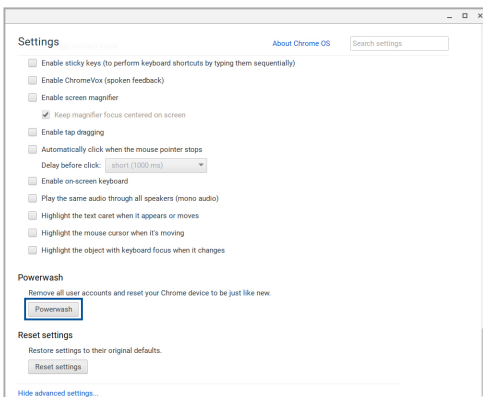 Settings
About Chrome OS
Search settings
Enable sticky keys (to perform keyboard shortcuts by typing them sequentially)
Enable ChromeVox (spoken feedback)
Enable screen magnifier
Keep magnifier focus centered on screen
Enable tap dragging
Automatically click when the mouse pointer stops
Delay before click: short (1000 ms)
Enable on-screen keyboard
Play the same audio through all speakers (mono audio)
Highlight the text caret when it appears or moves
Highlight the mouse cursor when it's moving
Highlight the object with keyboard focus when it changes
Powerwash
Remove all user accounts and reset your Chrome device to be just like new.
Powerwash
Reset settings
Restore settings to their original defaults.
Reset settings
Hide advanced settings...